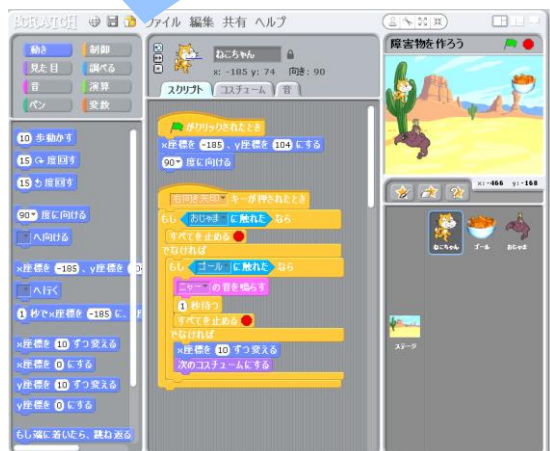 SCRATCH ファイル 編集 共有 ヘルプ
動き 制御
見た目 調べる
音 演算
ペン 変数
10 歩動かす
15 度回す
15 度回す
90 度に向ける
へ向ける
x座標を -185 、y座標を
へ行く
1 秒でx座標を -185 に、
x座標を 10 ずつ変える
x座標を 0 にする
y座標を 10 ずつ変える
y座標を 0 にする
もし端に着いたら、跳ね返る
ねこちゃん
x: -185 y: 74 向き: 90
スクリプト コスチューム 音
がクリックされたとき
x座標を -185 、y座標を 104 にする
90 度に向ける
右向き矢印 キーが押されたとき
もし おじゃま に触れた なら
すべてを止める
でなければ
もし ゴール に触れた なら
ニャー の音を鳴らす
1 秒待つ
すべてを止める
でなければ
x座標を 10 ずつ変える
次のコスチュームにする
障害物を作ろう
x: -466 y: -168
ねこちゃん ゴール おじゃま
ステージ